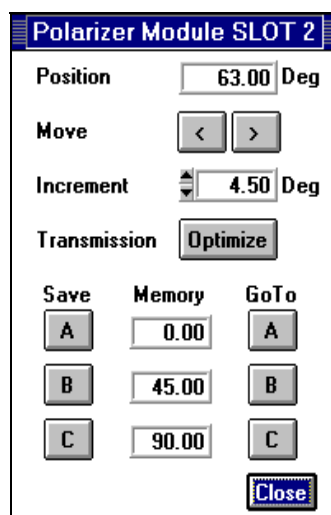 Polarizer Module SLOT 2
Position 63.00 Deg
Move < >
Increment 4.50 Deg
Transmission Optimize
Save Memory GoTo
A 0.00 A
B 45.00 B
C 90.00 C
Close